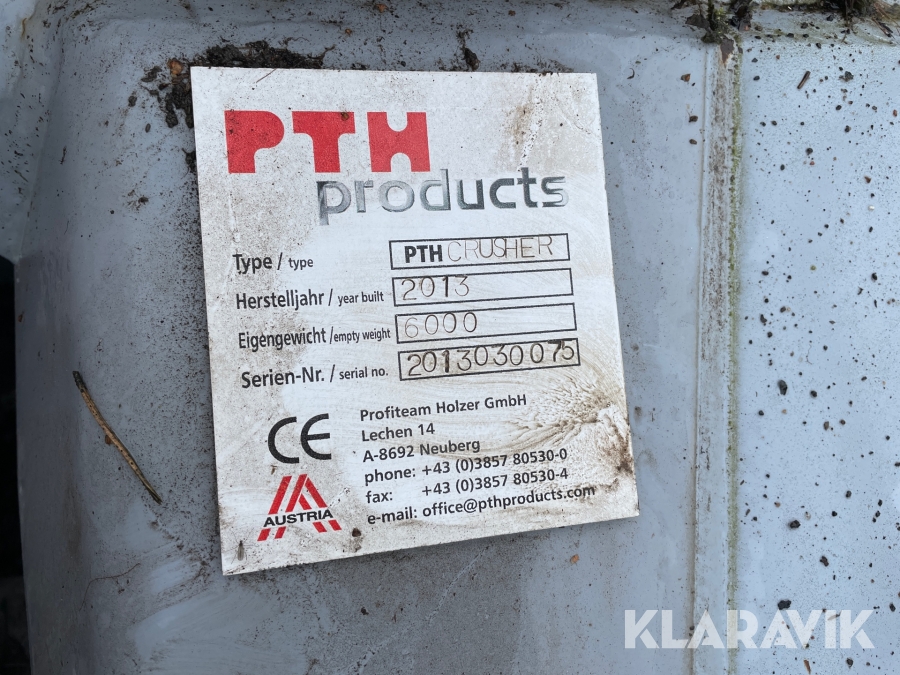 PTH
products
Type / type PTH CRUSHER
Herstelljahr / year built 2013
Eigengewicht / empty weight 6000
Serien-Nr. / serial no. 2013030075
CE
Profiteam Holzer GmbH
Lechen 14
A-8692 Neuberg
phone: +43 (0)3857 80530-0
fax: +43 (0)3857 80530-4
e-mail: office@pthproducts.com
AUSTRIA
KLARAVIK